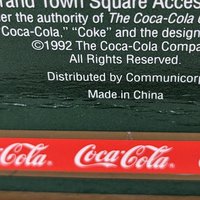 rand Town Square Acces
er the authority of The Coca-Cola
Coca-Cola," "Coke" and the design
©1992 The Coca-Cola Compa
All Rights Reserved.
Distributed by Communicorp
Made in China
Coca-Cola® Coca-Cola®